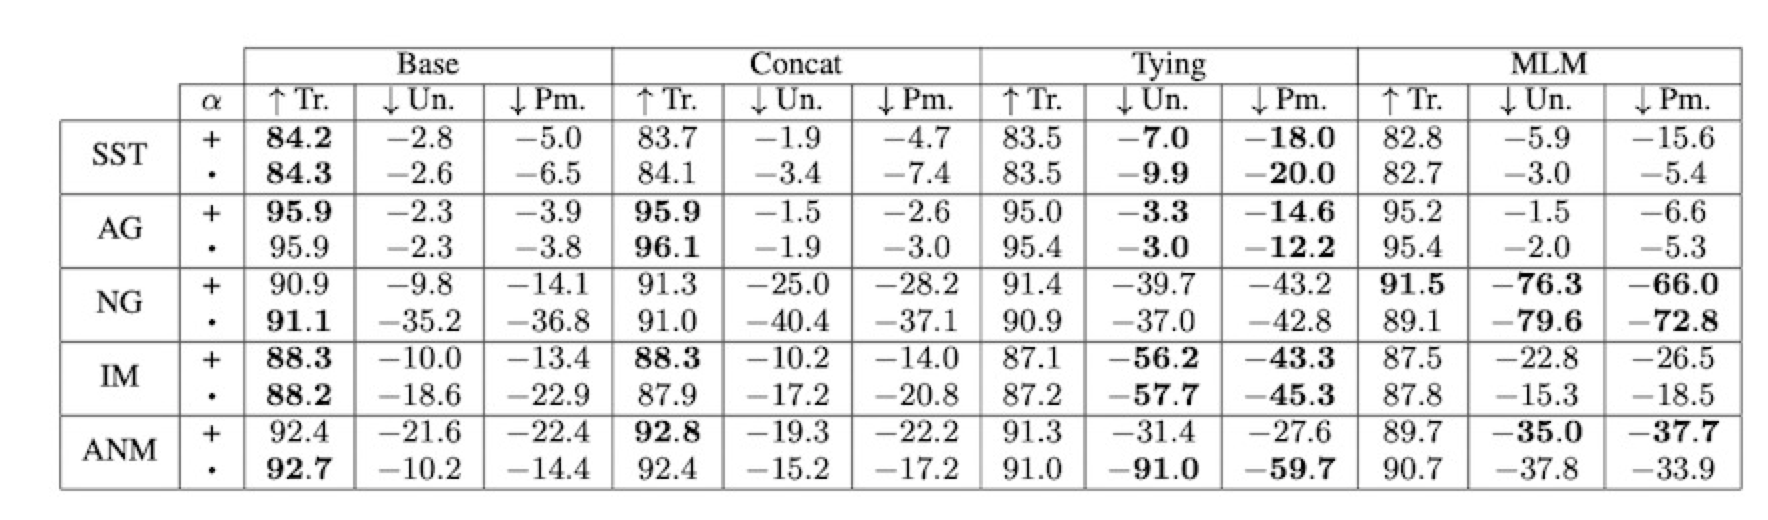 Base Concat Tying MLM
α ↑ Tr. ↓ Un. ↓ Pm. ↑ Tr. ↓ Un. ↓ Pm. ↑ Tr. ↓ Un. ↓ Pm. ↑ Tr. ↓ Un. ↓ Pm.
SST + 84.2 −2.8 −5.0 83.7 −1.9 −4.7 83.5 −7.0 −18.0 82.8 −5.9 −15.6
· 84.3 −2.6 −6.5 84.1 −3.4 −7.4 83.5 −9.9 −20.0 82.7 −3.0 −5.4
AG + 95.9 −2.3 −3.9 95.9 −1.5 −2.6 95.0 −3.3 −14.6 95.2 −1.5 −6.6
· 95.9 −2.3 −3.8 96.1 −1.9 −3.0 95.4 −3.0 −12.2 95.4 −2.0 −5.3
NG + 90.9 −9.8 −14.1 91.3 −25.0 −28.2 91.4 −39.7 −43.2 91.5 −76.3 −66.0
· 91.1 −35.2 −36.8 91.0 −40.4 −37.1 90.9 −37.0 −42.8 89.1 −79.6 −72.8
IM + 88.3 −10.0 −13.4 88.3 −10.2 −14.0 87.1 −56.2 −43.3 87.5 −22.8 −26.5
· 88.2 −18.6 −22.9 87.9 −17.2 −20.8 87.2 −57.7 −45.3 87.8 −15.3 −18.5
ANM + 92.4 −21.6 −22.4 92.8 −19.3 −22.2 91.3 −31.4 −27.6 89.7 −35.0 −37.7
· 92.7 −10.2 −14.4 92.4 −15.2 −17.2 91.0 −91.0 −59.7 90.7 −37.8 −33.9